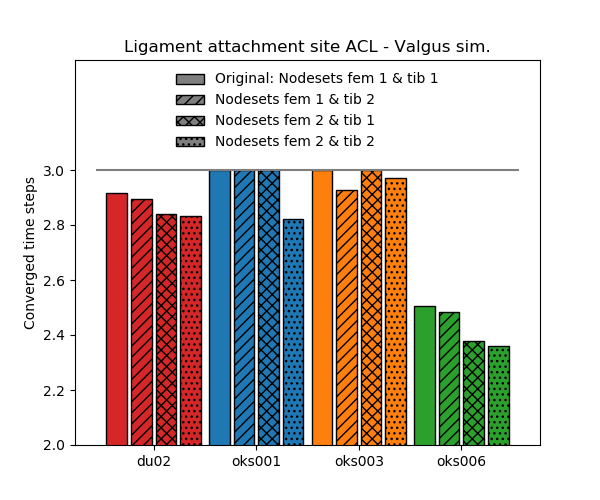 Ligament attachment site ACL - Valgus sim.
Original: Nodesets fem 1 & tib 1
Nodesets fem 1 & tib 2
Nodesets fem 2 & tib 1
Nodesets fem 2 & tib 2
Converged time steps
3.0
2.8
2.6
2.4
2.2
2.0
du02
oks001
oks003
oks006